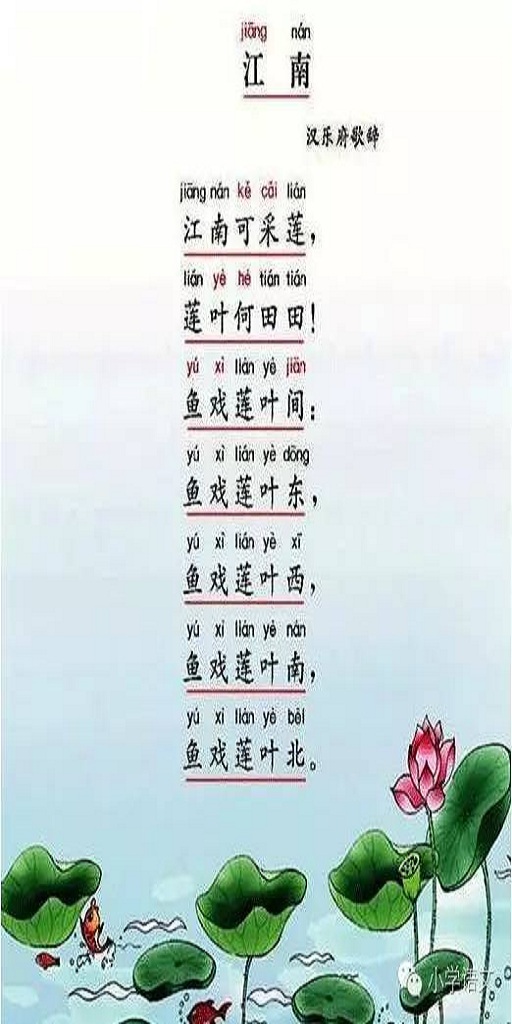 jiāng nán
江 南
汉乐府歌辞
jiāng nán kě cǎi lián
江南可采莲，
lián yè hé tián tián
莲叶何田田！
yú xì lián yè jiān
鱼戏莲叶间：
yú xì lián yè dōng
鱼戏莲叶东，
yú xì lián yè xī
鱼戏莲叶西，
yú xì lián yè nán
鱼戏莲叶南，
yú xì lián yè běi
鱼戏莲叶北。
小学语文